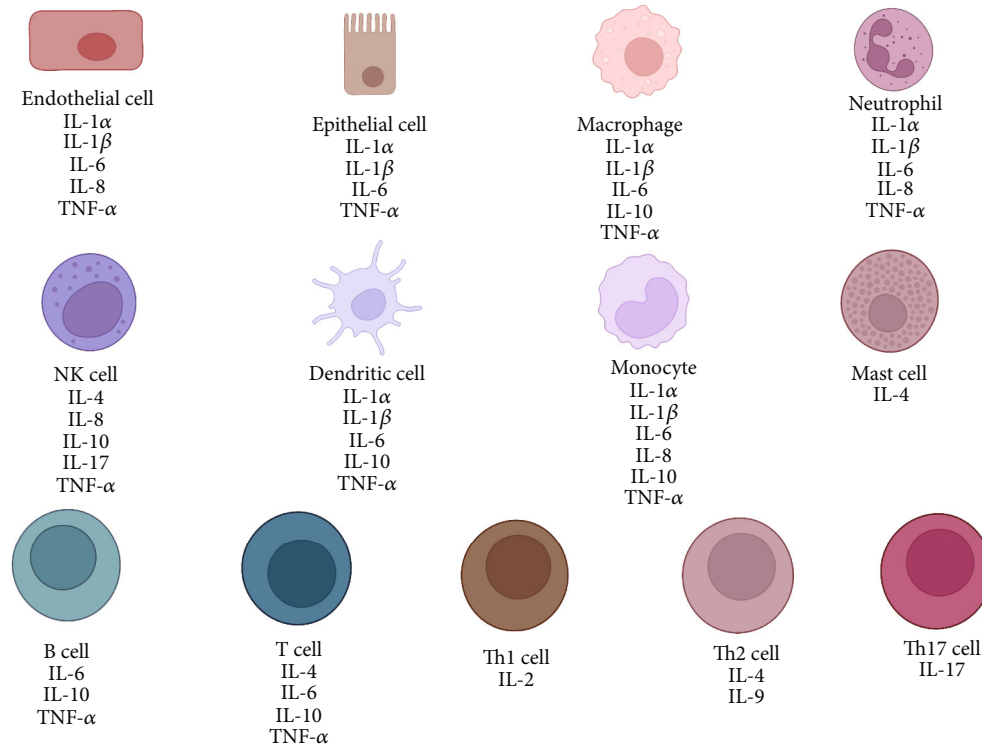 Endothelial cell
IL-1α
IL-1β
IL-6
IL-8
TNF-α
Epithelial cell
IL-1α
IL-1β
IL-6
TNF-α
Macrophage
IL-1α
IL-1β
IL-6
IL-10
TNF-α
Neutrophil
IL-1α
IL-1β
IL-6
IL-8
TNF-α
NK cell
IL-4
IL-8
IL-10
IL-17
TNF-α
Dendritic cell
IL-1α
IL-1β
IL-6
IL-10
TNF-α
Monocyte
IL-1α
IL-1β
IL-6
IL-8
IL-10
TNF-α
Mast cell
IL-4
B cell
IL-6
IL-10
TNF-α
T cell
IL-4
IL-6
IL-10
TNF-α
Th1 cell
IL-2
Th2 cell
IL-4
IL-9
Th17 cell
IL-17